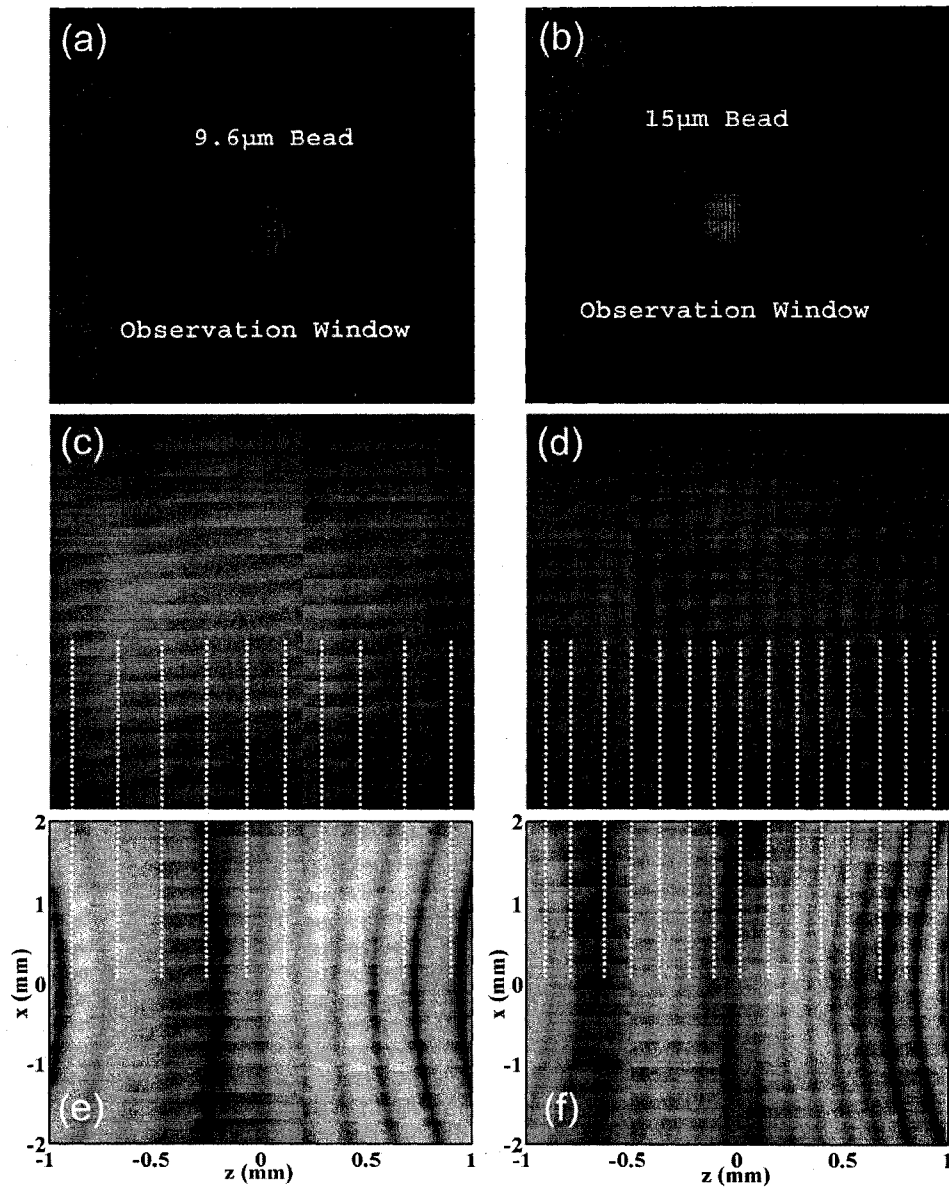 (a)
9.6µm Bead
Observation Window
(b)
15µm Bead
Observation Window
(c)
(d)
2
1
0
-1
-2
x (mm)
(e)
-1
-0.5
0
0.5
1
z (mm)
2
1
0
-1
-2
x (mm)
(f)
-1
-0.5
0
0.5
1
z (mm)